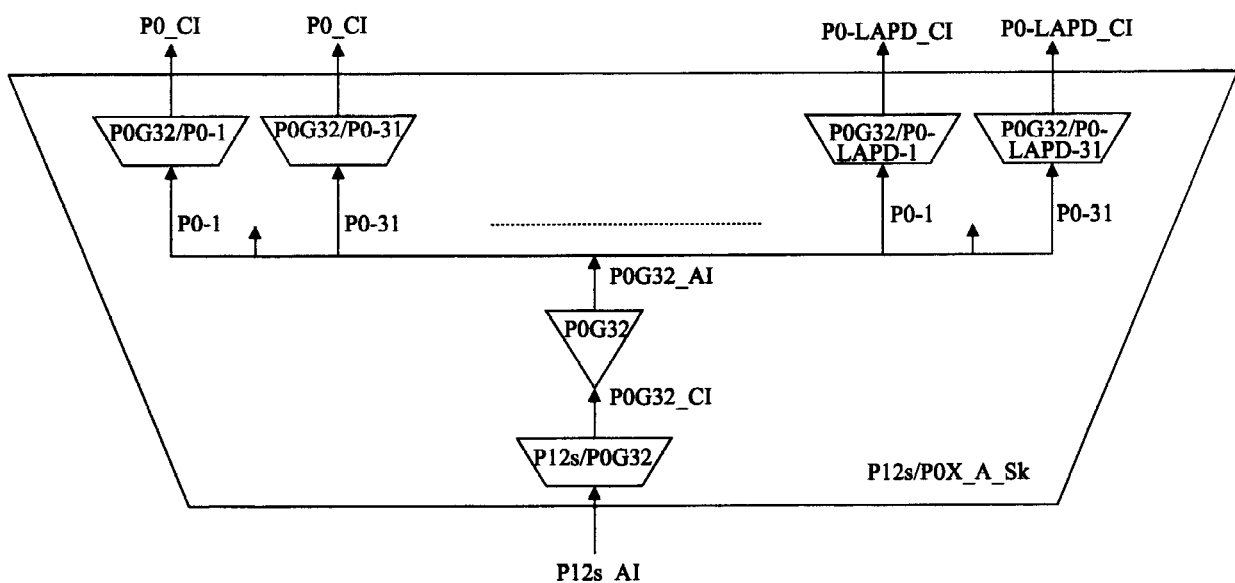 P0_CI
P0_CI
P0-LAPD_CI
P0-LAPD_CI
P0G32/P0-1
P0G32/P0-31
P0G32/P0-
LAPD-1
P0G32/P0-
LAPD-31
P0-1
P0-31
P0-1
P0-31
P0G32_AI
P0G32
P0G32_CI
P12s/P0G32
P12s/P0X_A_Sk
P12s_AI